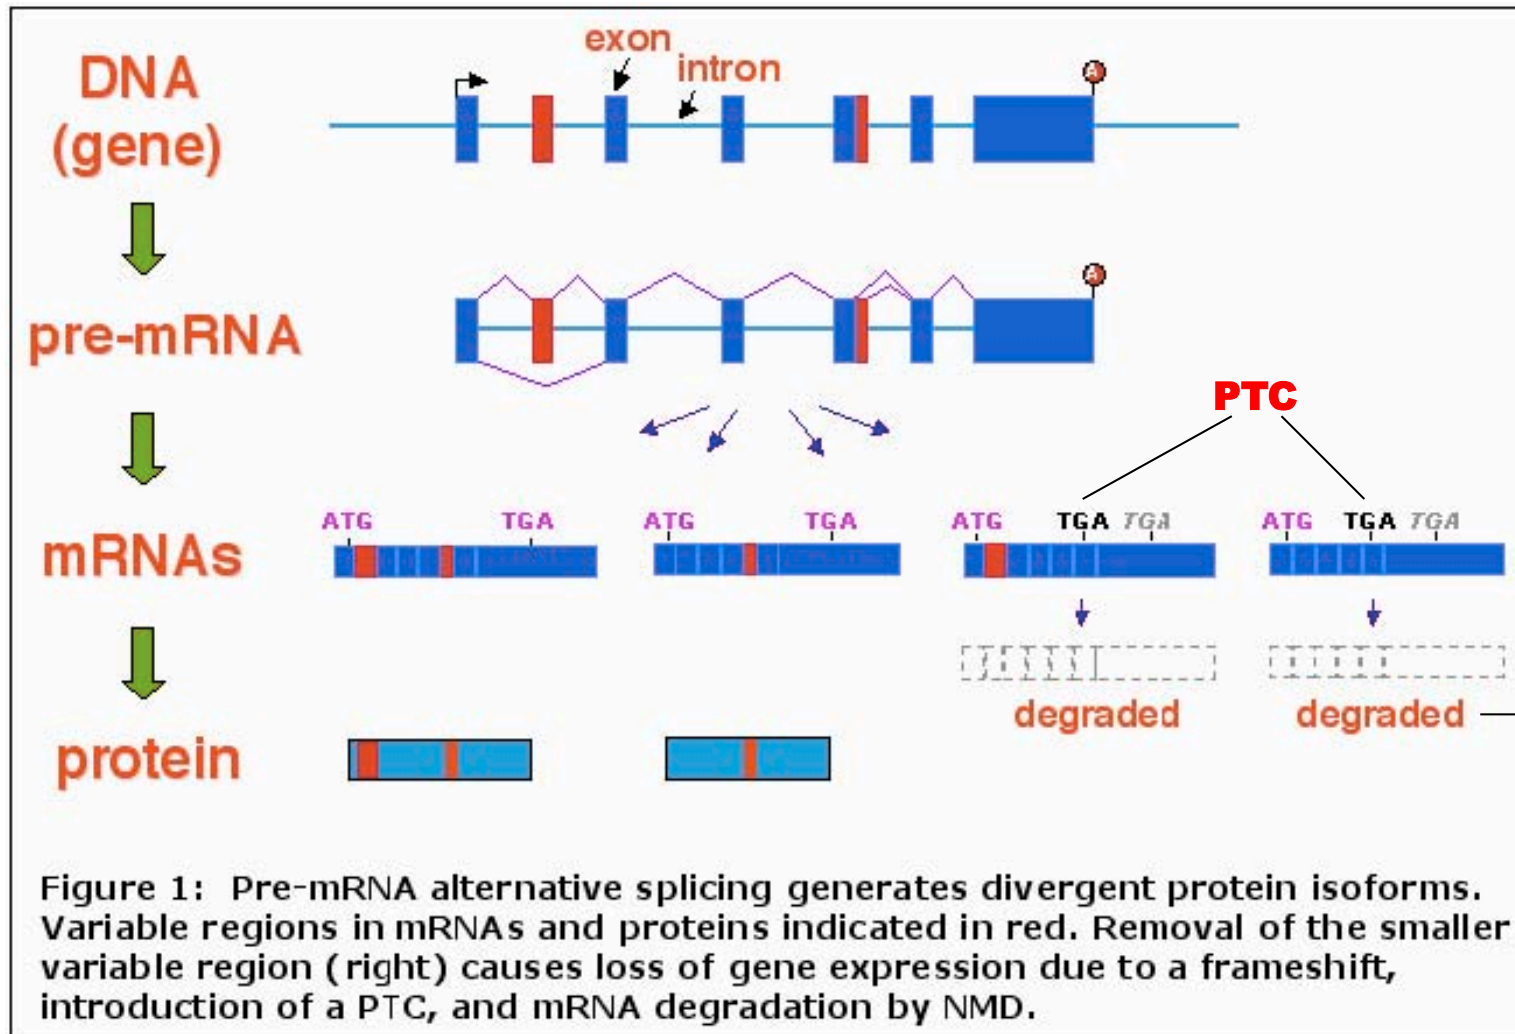 exon
DNA
(gene)
intron
A
pre-mRNA
A
PTC
mRNAs
ATG TGA
ATG TGA
ATG TGA TGA
ATG TGA TGA
degraded
degraded
protein
Figure 1: Pre-mRNA alternative splicing generates divergent protein isoforms.
Variable regions in mRNAs and proteins indicated in red. Removal of the smaller
variable region (right) causes loss of gene expression due to a frameshift,
introduction of a PTC, and mRNA degradation by NMD.